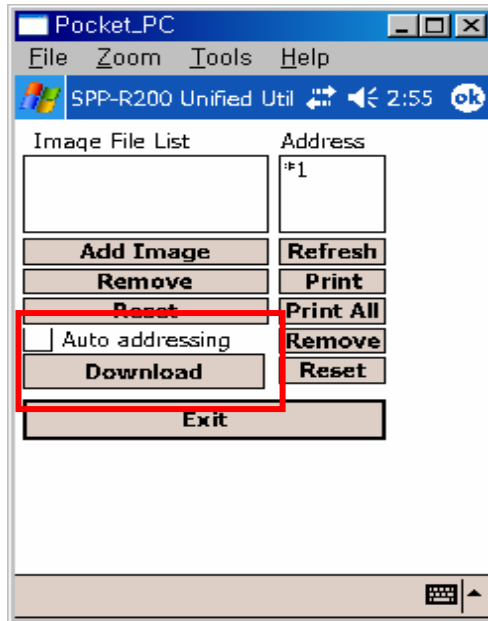 Pocket_PC
File Zoom Tools Help
SPP-R200 Unified Util 2:55 ok
Image File List Address
*1
Add Image Refresh
Remove Print
Reset Print All
Auto addressing Remove
Download Reset
Exit